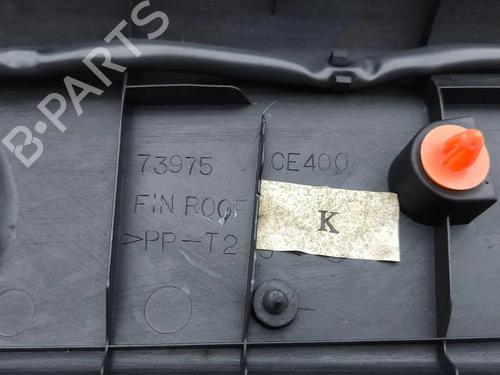 B-PARTS
73975 CE400
FIN ROOF
K
>PP-T2